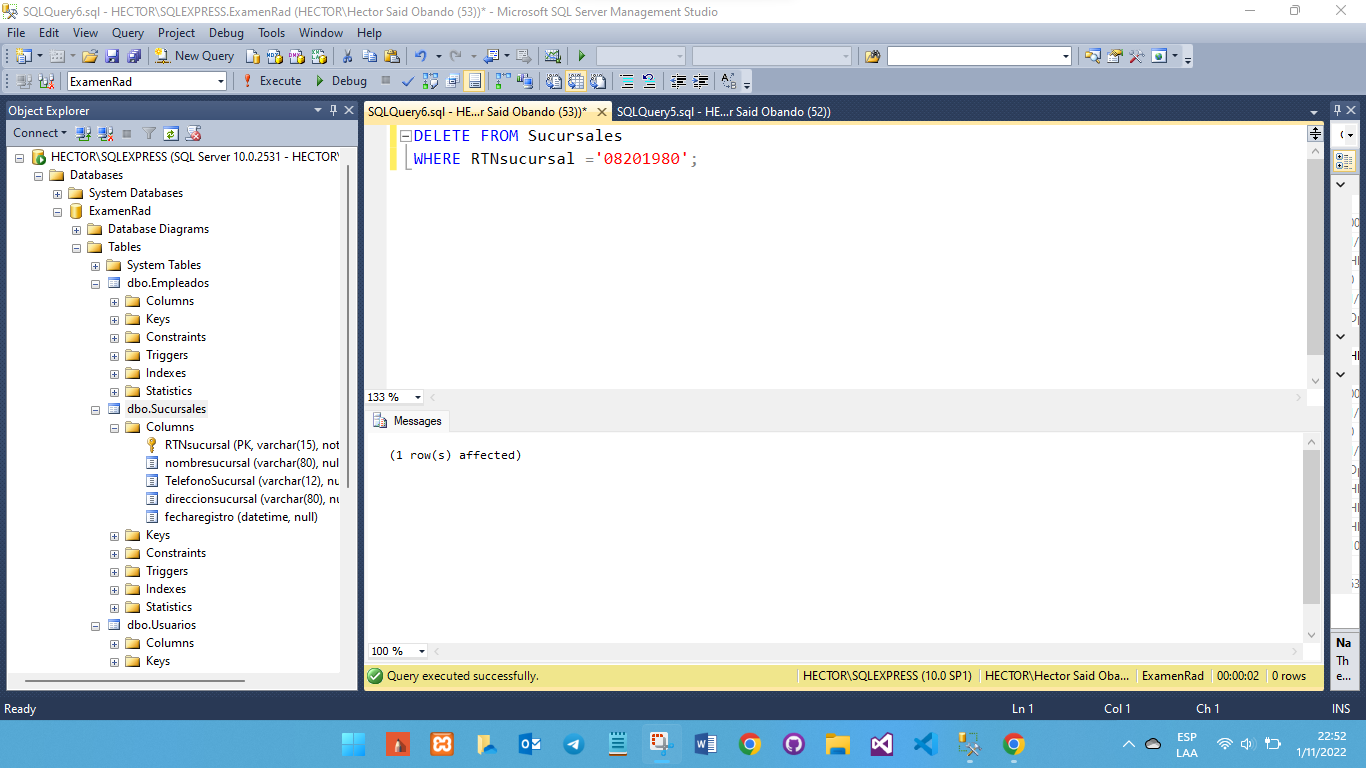 SQLQuery6.sql - HECTOR\SQLEXPRESS.ExamenRad (HECTOR\Hector Said Obando (53))* - Microsoft SQL Server Management Studio
File Edit View Query Project Debug Tools Window Help
New Query
ExamenRad Execute Debug
Object Explorer
Connect
HECTOR\SQLEXPRESS (SQL Server 10.0.2531 - HECTOR\
Databases
System Databases
ExamenRad
Database Diagrams
Tables
System Tables
dbo.Empleados
Columns
Keys
Constraints
Triggers
Indexes
Statistics
dbo.Sucursales
Columns
RTNsucursal (PK, varchar(15), not
nombresucursal (varchar(80), nul
TelefonoSucursal (varchar(12), nu
direccionsucursal (varchar(80), nu
fecharegistro (datetime, null)
Keys
Constraints
Triggers
Indexes
Statistics
dbo.Usuarios
Columns
Keys
SQLQuery6.sql - HE...r Said Obando (53))* SQLQuery5.sql - HE...r Said Obando (52))
DELETE FROM Sucursales
WHERE RTNsucursal ='08201980';
133 %
Messages
(1 row(s) affected)
100 %
Query executed successfully. HECTOR\SQLEXPRESS (10.0 SP1) HECTOR\Hector Said Oba... ExamenRad 00:00:02 0 rows
Na
Th
e...
Ready Ln 1 Col 1 Ch 1 INS
ESP
LAA
22:52
1/11/2022